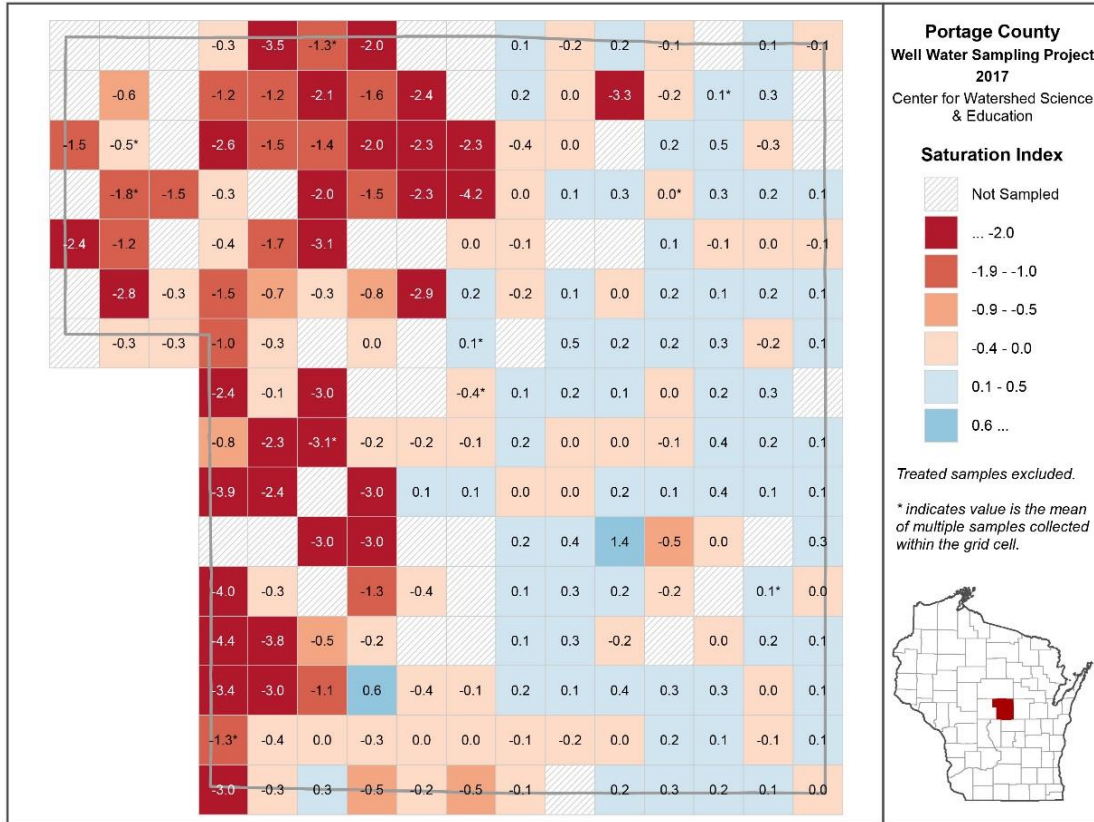 -0.3 -3.5 -1.3* -2.0 0.1 -0.2 0.2 -0.1 0.1 -0.1
-0.6 -1.2 -1.2 -2.1 -1.6 -2.4 0.2 0.0 -3.3 -0.2 0.1* 0.3
-1.5 -0.5* -2.6 -1.5 -1.4 -2.0 -2.3 -2.3 -0.4 0.0 0.2 0.5 -0.3
-1.8* -1.5 -0.3 -2.0 -1.5 -2.3 -4.2 0.0 0.1 0.3 0.0* 0.3 0.2 0.1
-2.4 -1.2 -0.4 -1.7 -3.1 0.0 -0.1 0.1 -0.1 0.0 -0.1
-2.8 -0.3 -1.5 -0.7 -0.3 -0.8 -2.9 0.2 -0.2 0.1 0.0 0.2 0.1 0.2 0.1
-0.3 -0.3 -1.0 -0.3 0.0 0.1* 0.5 0.2 0.2 0.3 -0.2 0.1
-2.4 -0.1 -3.0 -0.4* 0.1 0.2 0.1 0.0 0.2 0.3
-0.8 -2.3 -3.1* -0.2 -0.2 -0.1 0.2 0.0 0.0 -0.1 0.4 0.2 0.1
-3.9 -2.4 -3.0 0.1 0.1 0.0 0.0 0.2 0.1 0.4 0.1 0.1
-3.0 -3.0 0.2 0.4 1.4 -0.5 0.0 0.3
-4.0 -0.3 -1.3 -0.4 0.1 0.3 0.2 -0.2 0.1* 0.0
-4.4 -3.8 -0.5 -0.2 0.1 0.3 -0.2 0.0 0.2 0.1
-3.4 -3.0 -1.1 0.6 -0.4 -0.1 0.2 0.1 0.4 0.3 0.3 0.0 0.1
-1.3* -0.4 0.0 -0.3 0.0 0.0 -0.1 -0.2 0.0 0.2 0.1 -0.1 0.1
-3.0 -0.3 0.3 -0.5 -0.2 -0.5 -0.1 0.2 0.3 0.2 0.1 0.0
Portage County
Well Water Sampling Project
2017
Center for Watershed Science
& Education
Saturation Index
Not Sampled
... -2.0
-1.9 - -1.0
-0.9 - -0.5
-0.4 - 0.0
0.1 - 0.5
0.6 ...
Treated samples excluded.
* indicates value is the mean
of multiple samples collected
within the grid cell.